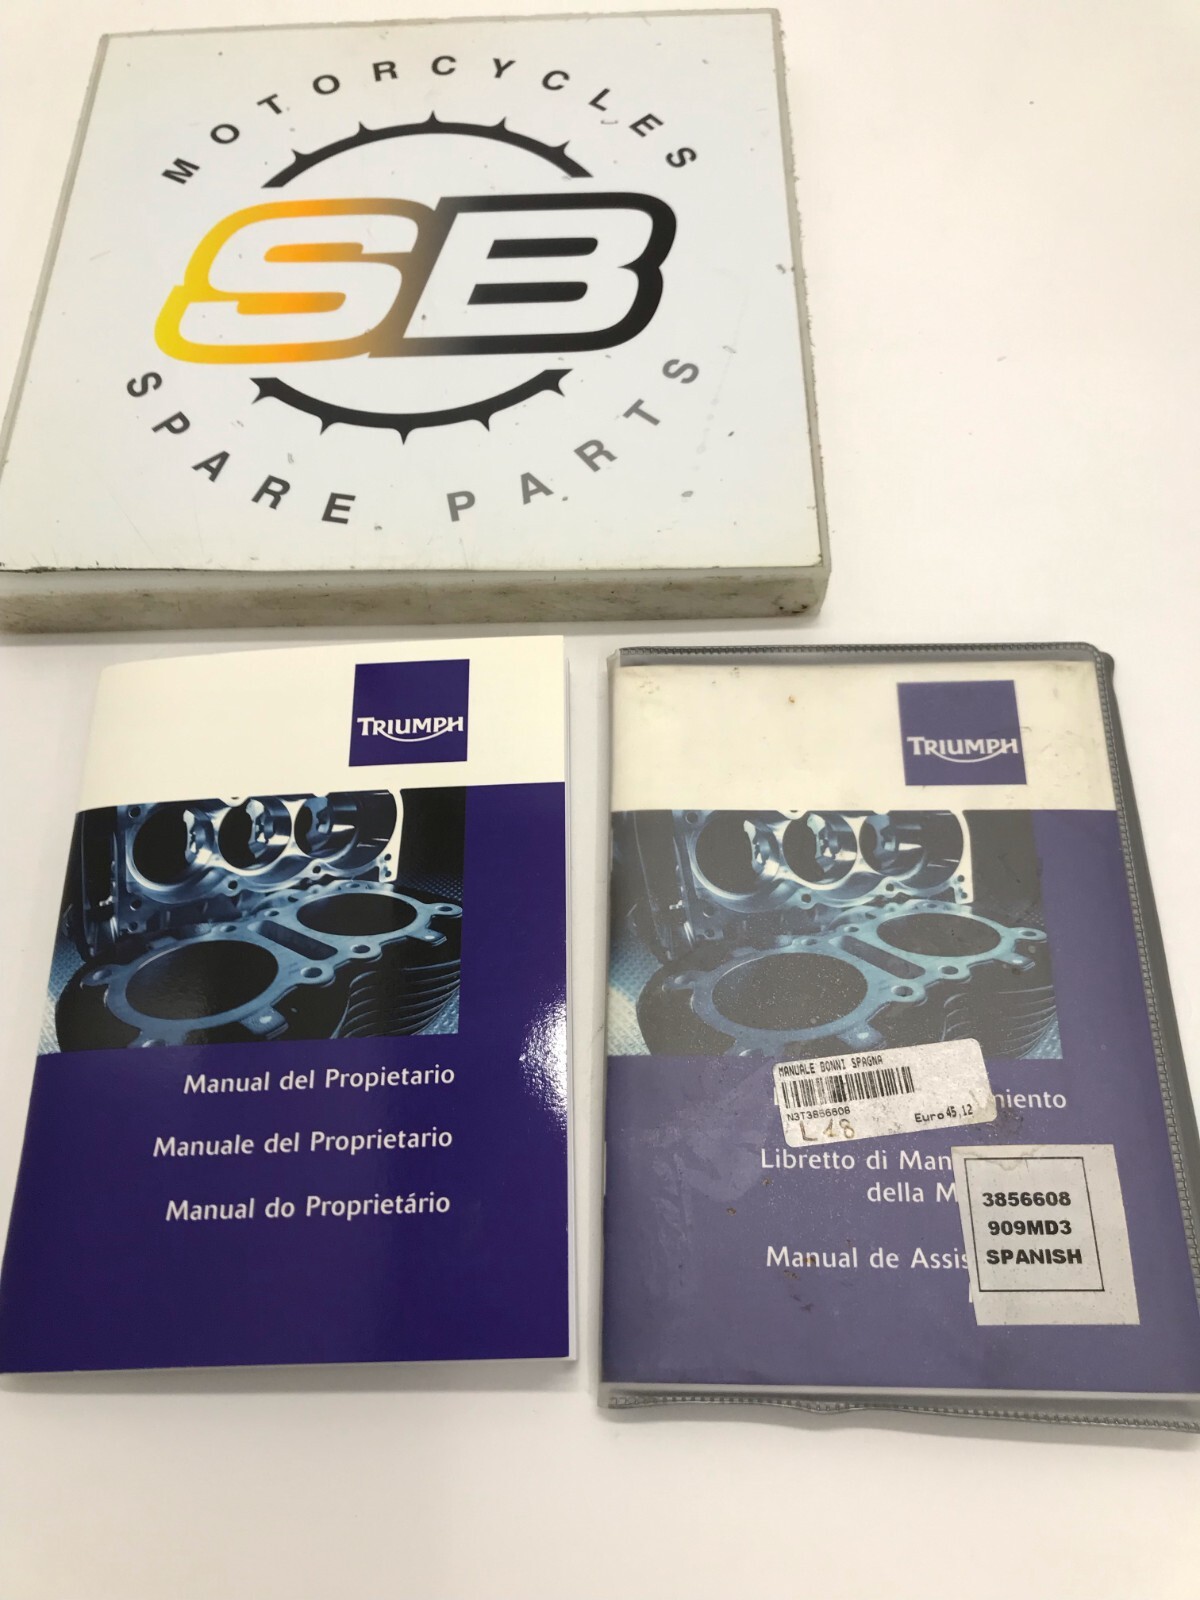 MOTORCYCLES
SB
SPARE PARTS
TRIUMPH
Manual del Propietario
Manuale del Proprietario
Manual do Proprietário
TRIUMPH
MANUALE BONNI SPAGNA
N3T3856608
Euro 45,12
L18
miento
Libretto di Man
della M
Manual de Assis
3856608
909MD3
SPANISH